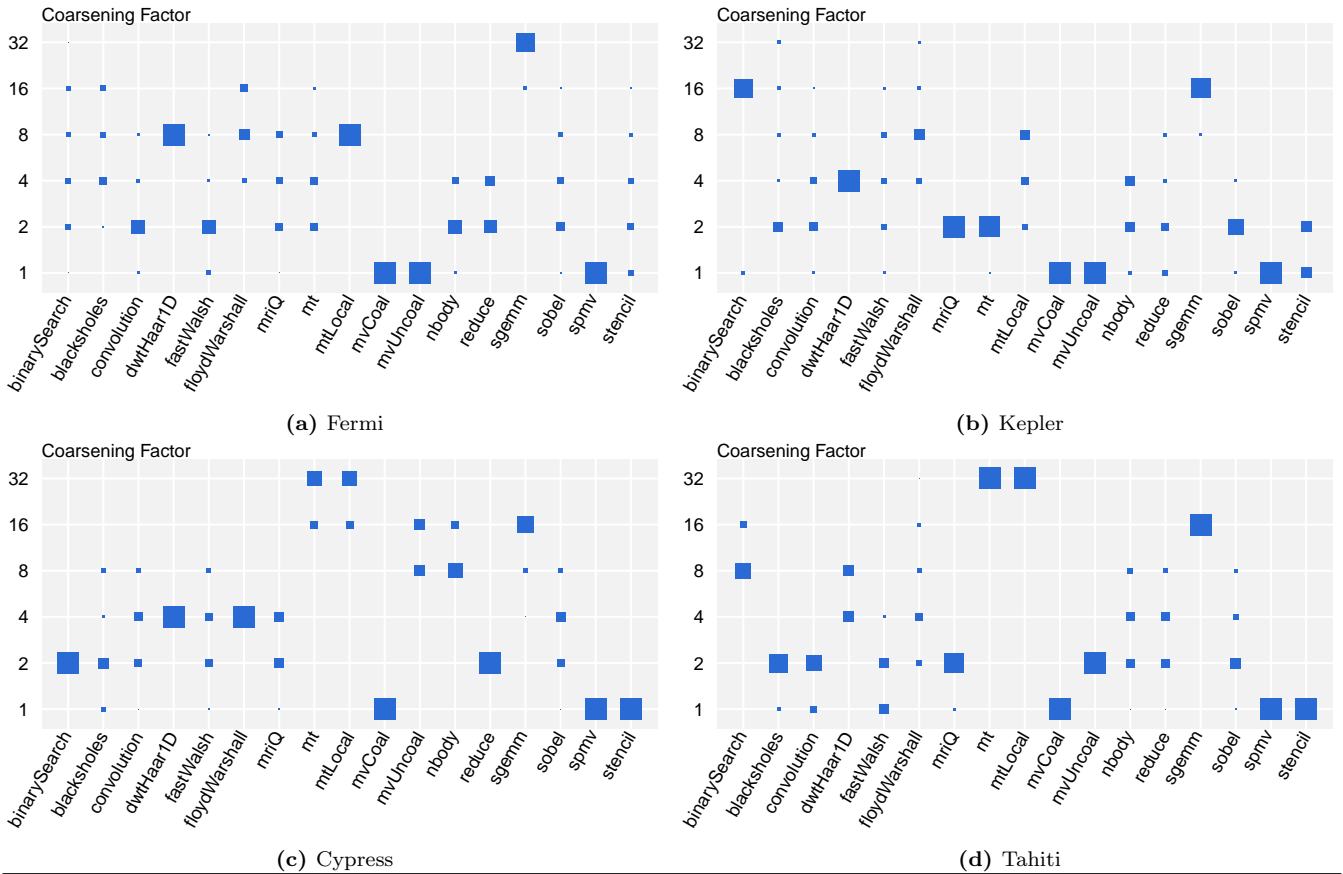 Coarsening Factor
32
16
8
4
2
1
binarySearch
blacksholes
convolution
dwtHaar1D
fastWalsh
floydWarshall
mriQ
mt
mtLocal
mvCoal
mvUncoal
nbody
reduce
sgemm
sobel
spmv
stencil
(a) Fermi
Coarsening Factor
32
16
8
4
2
1
binarySearch
blacksholes
convolution
dwtHaar1D
fastWalsh
floydWarshall
mriQ
mt
mtLocal
mvCoal
mvUncoal
nbody
reduce
sgemm
sobel
spmv
stencil
(b) Kepler
Coarsening Factor
32
16
8
4
2
1
binarySearch
blacksholes
convolution
dwtHaar1D
fastWalsh
floydWarshall
mriQ
mt
mtLocal
mvCoal
mvUncoal
nbody
reduce
sgemm
sobel
spmv
stencil
(c) Cypress
Coarsening Factor
32
16
8
4
2
1
binarySearch
blacksholes
convolution
dwtHaar1D
fastWalsh
floydWarshall
mriQ
mt
mtLocal
mvCoal
mvUncoal
nbody
reduce
sgemm
sobel
spmv
stencil
(d) Tahiti